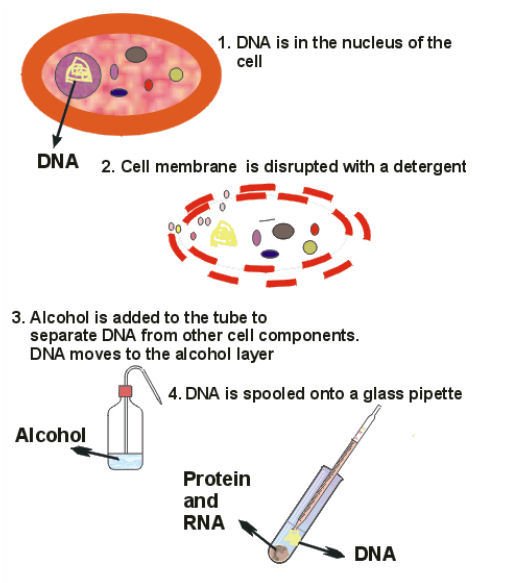 1. DNA is in the nucleus of the
cell
DNA
2. Cell membrane is disrupted with a detergent
3. Alcohol is added to the tube to
separate DNA from other cell components.
DNA moves to the alcohol layer
4. DNA is spooled onto a glass pipette
Alcohol
Protein
and
RNA
DNA